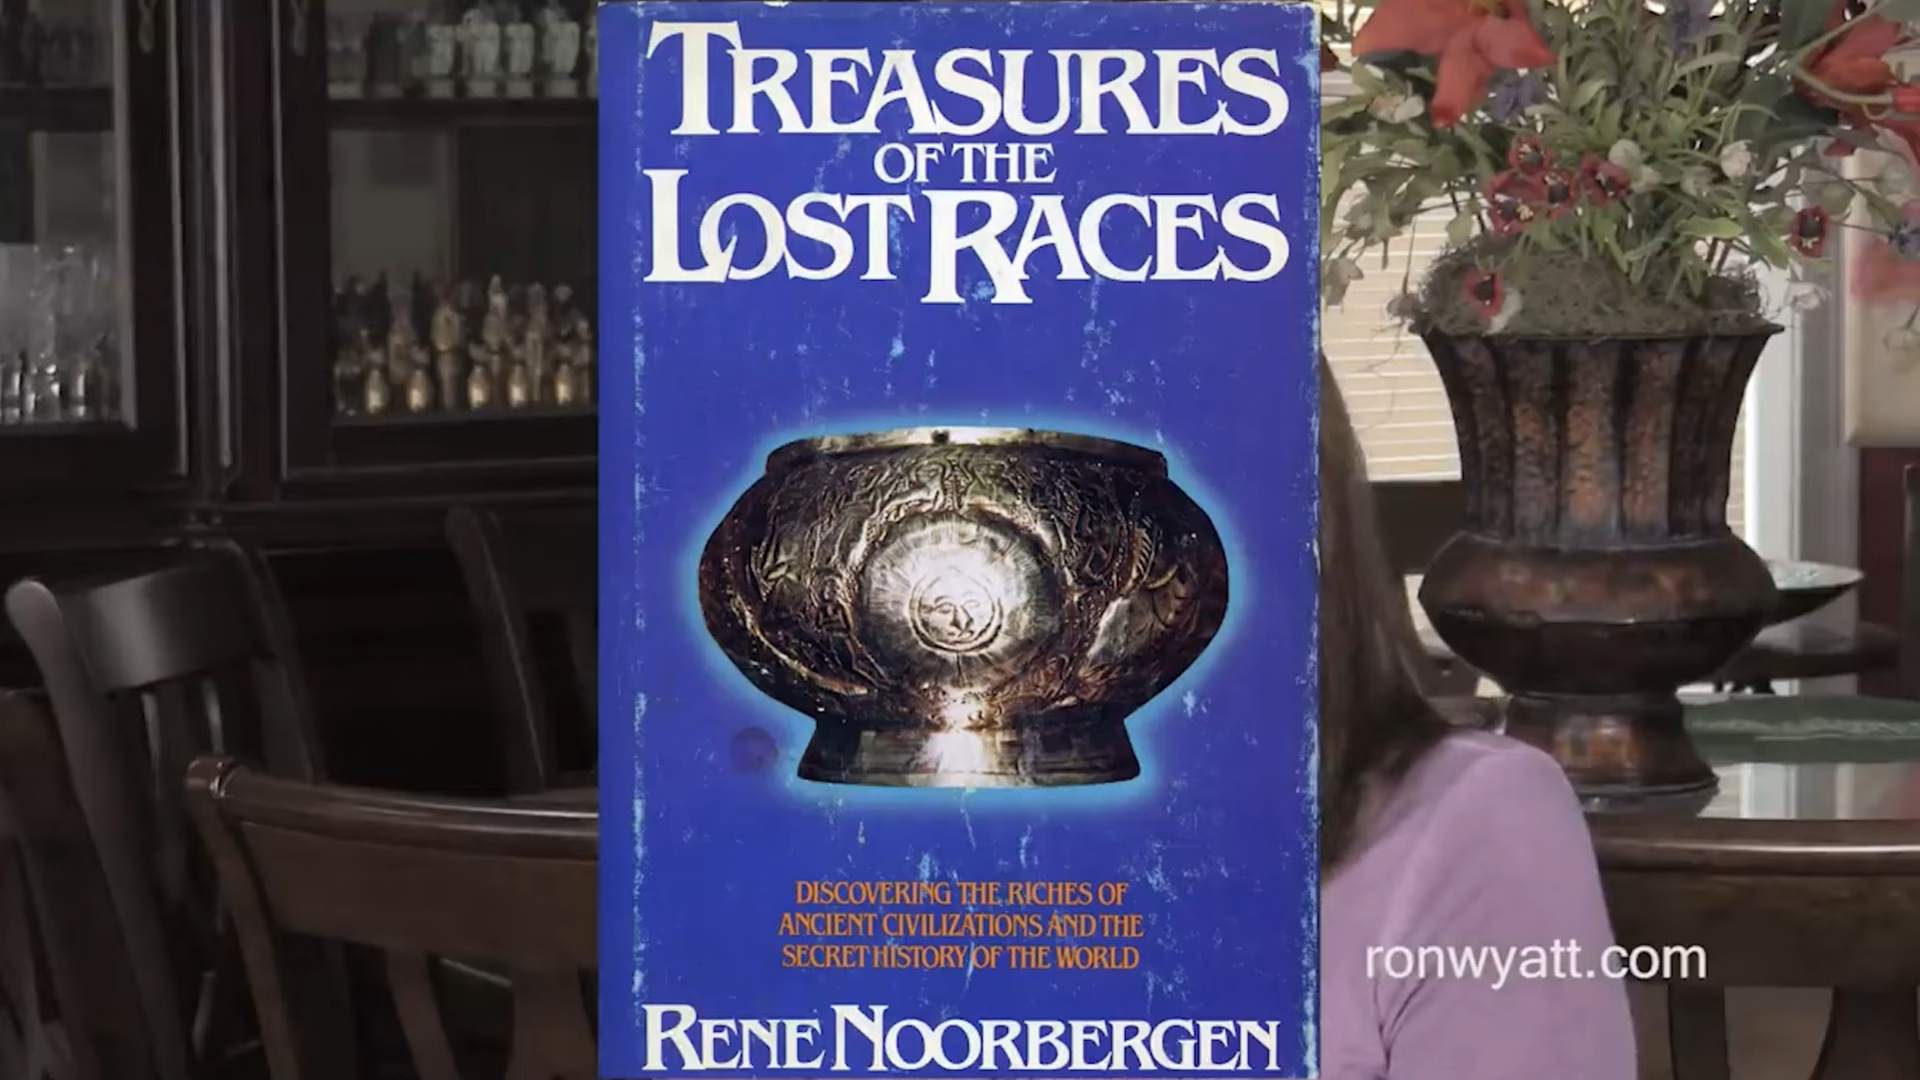 TREASURES
OF THE
LOST RACES
DISCOVERING THE RICHES OF
ANCIENT CIVILIZATIONS AND THE
SECRET HISTORY OF THE WORLD
RENE NOORBERGEN
ronwyatt.com